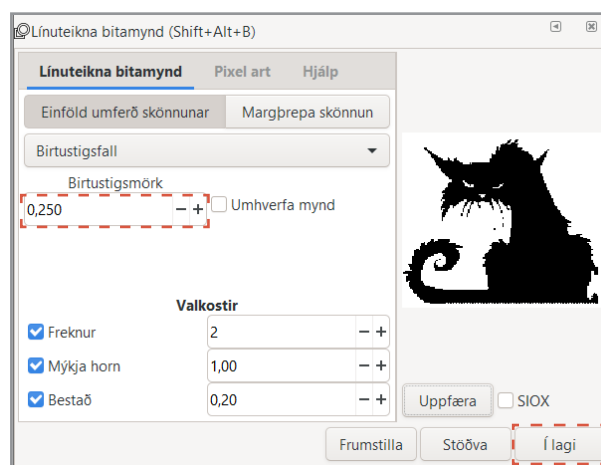 Línuteikna bitamynd (Shift+Alt+B)
Línuteikna bitamynd Pixel art Hjálp
Einföld umferð skönnunar Margþrepa skönnun
Birtustigsfall
Birtustigsmörk
0,250 − + Umhverfa mynd
Valkostir
Freknur 2 − +
Mýkja horn 1,00 − +
Bestað 0,20 − +
Uppfæra SIOX
Frumstilla Stöðva Í lagi